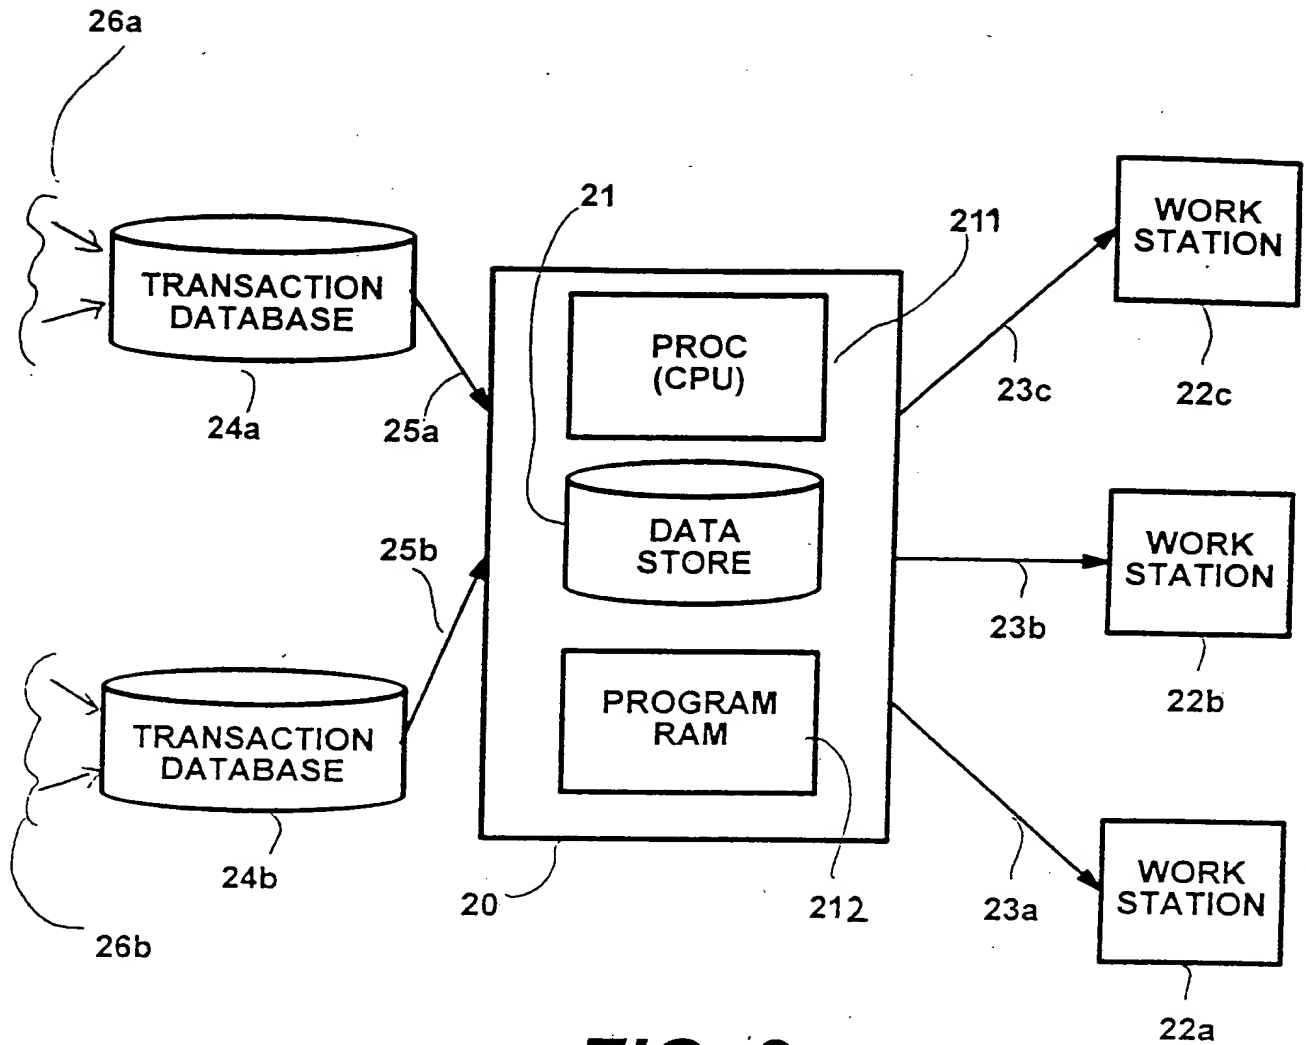 26a
21
211
WORK
STATION
TRANSACTION
DATABASE
PROC
(CPU)
24a
25a
23c
22c
DATA
STORE
25b
WORK
STATION
23b
22b
TRANSACTION
DATABASE
PROGRAM
RAM
24b
20
212
23a
WORK
STATION
26b
22a